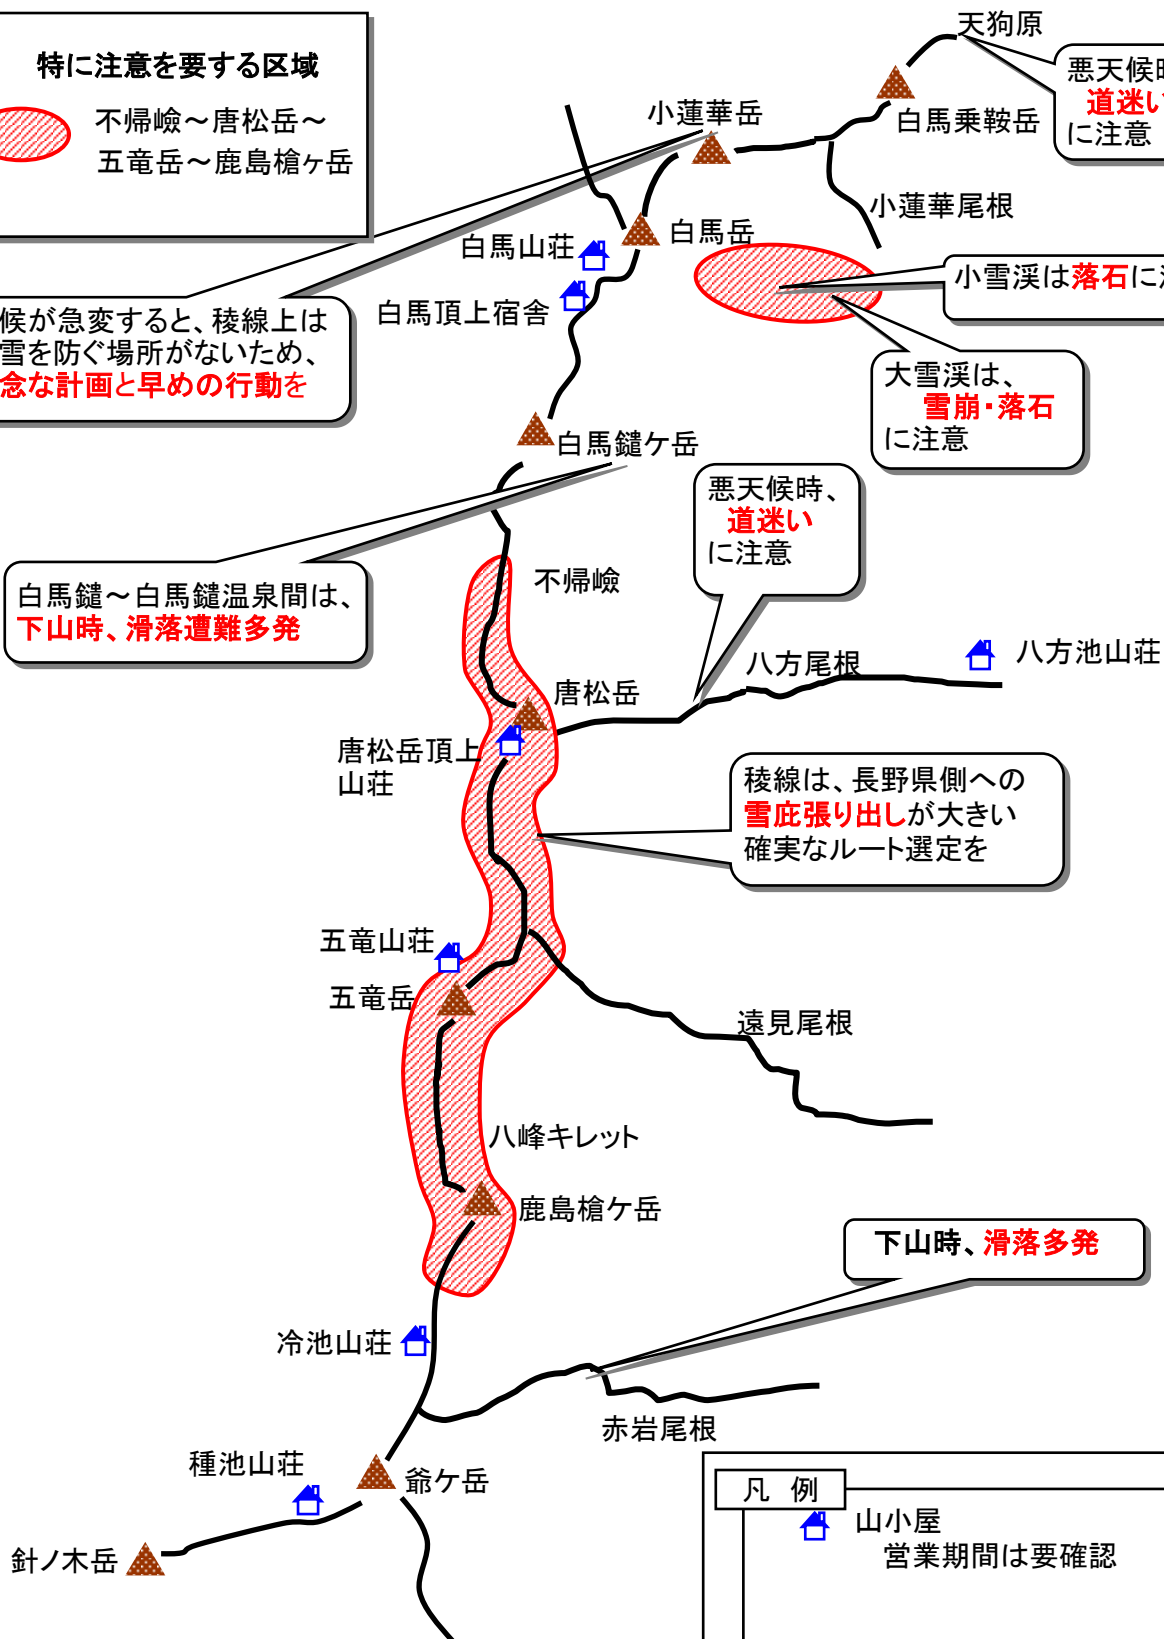 特に注意を要する区域
不帰嶮～唐松岳～
五竜岳～鹿島槍ヶ岳
天狗原
悪天候時
道迷い
に注意
小蓮華岳
白馬乗鞍岳
小蓮華尾根
白馬山荘
白馬岳
白馬頂上宿舎
小雪渓は落石に
候が急変すると、稜線上は
雪を防ぐ場所がないため、
念な計画と早めの行動を
大雪渓は、
雪崩・落石
に注意
白馬鑓ケ岳
悪天候時、
道迷い
に注意
白馬鑓～白馬鑓温泉間は、
下山時、滑落遭難多発
不帰嶮
八方尾根
八方池山荘
唐松岳
唐松岳頂上
山荘
稜線は、長野県側への
雪庇張り出しが大きい
確実なルート選定を
五竜山荘
五竜岳
遠見尾根
八峰キレット
鹿島槍ケ岳
下山時、滑落多発
冷池山荘
赤岩尾根
種池山荘
爺ケ岳
針ノ木岳
凡 例
山小屋
営業期間は要確認